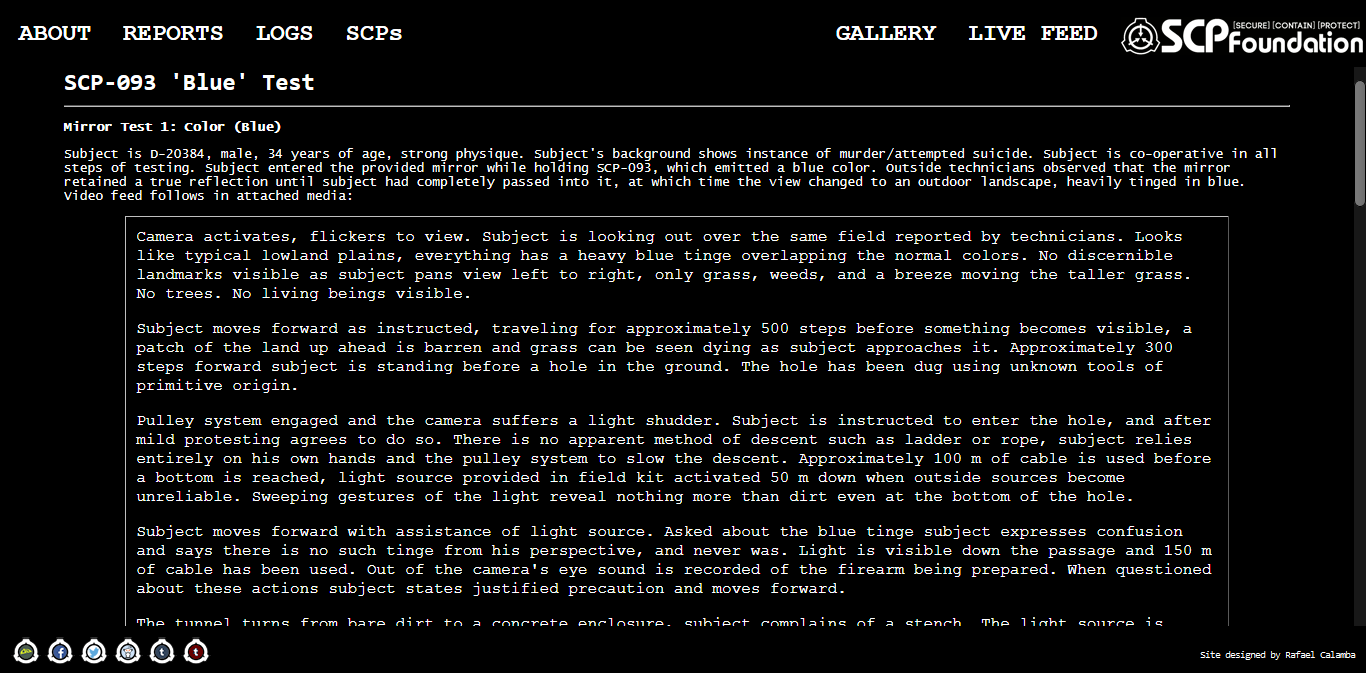 ABOUT REPORTS LOGS SCPs GALLERY LIVE FEED
[SECURE] [CONTAIN] [PROTECT]
SCP Foundation
SCP-093 'Blue' Test
Mirror Test 1: Color (Blue)
Subject is D-20384, male, 34 years of age, strong physique. Subject's background shows instance of murder/attempted suicide. Subject is co-operative in all
steps of testing. Subject entered the provided mirror while holding SCP-093, which emitted a blue color. Outside technicians observed that the mirror
retained a true reflection until subject had completely passed into it, at which time the view changed to an outdoor landscape, heavily tinged in blue.
Video feed follows in attached media:
Camera activates, flickers to view. Subject is looking out over the same field reported by technicians. Looks
like typical lowland plains, everything has a heavy blue tinge overlapping the normal colors. No discernible
landmarks visible as subject pans view left to right, only grass, weeds, and a breeze moving the taller grass.
No trees. No living beings visible.
Subject moves forward as instructed, traveling for approximately 500 steps before something becomes visible, a
patch of the land up ahead is barren and grass can be seen dying as subject approaches it. Approximately 300
steps forward subject is standing before a hole in the ground. The hole has been dug using unknown tools of
primitive origin.
Pulley system engaged and the camera suffers a light shudder. Subject is instructed to enter the hole, and after
mild protesting agrees to do so. There is no apparent method of descent such as ladder or rope, subject relies
entirely on his own hands and the pulley system to slow the descent. Approximately 100 m of cable is used before
a bottom is reached, light source provided in field kit activated 50 m down when outside sources become
unreliable. Sweeping gestures of the light reveal nothing more than dirt even at the bottom of the hole.
Subject moves forward with assistance of light source. Asked about the blue tinge subject expresses confusion
and says there is no such tinge from his perspective, and never was. Light is visible down the passage and 150 m
of cable has been used. Out of the camera's eye sound is recorded of the firearm being prepared. When questioned
about these actions subject states justified precaution and moves forward.
The tunnel turns from bare dirt to a concrete enclosure, subject complains of a stench. The light source is
Site designed by Rafael Calamba